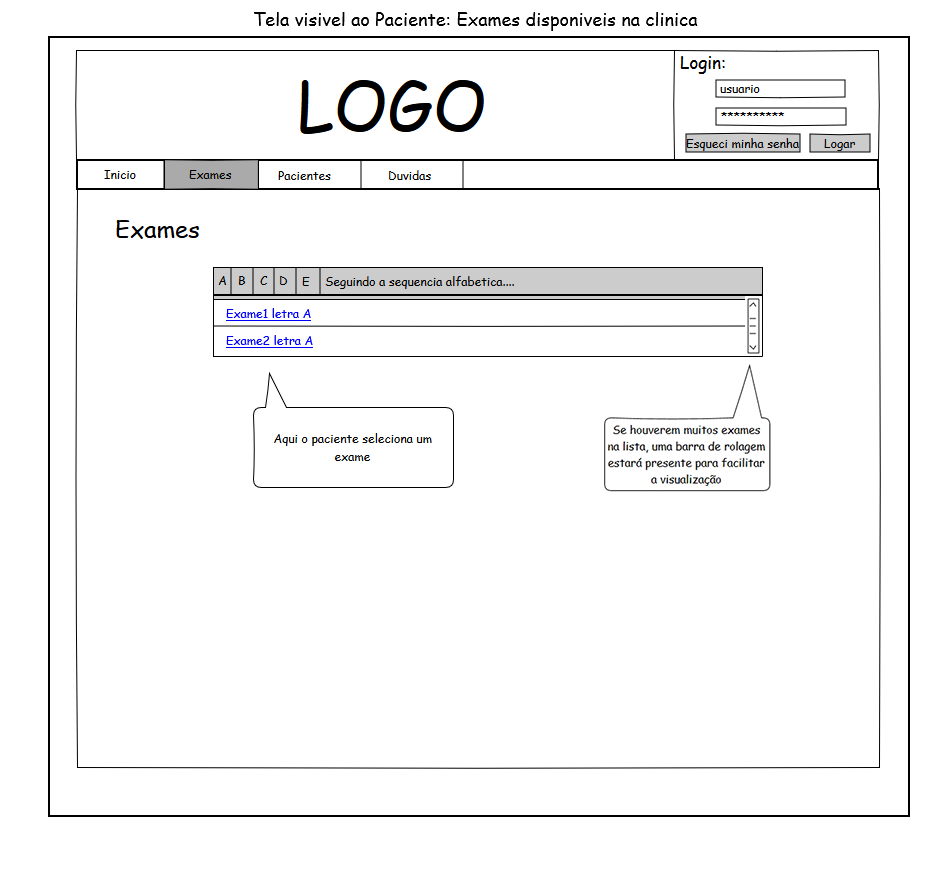 Tela visivel ao Paciente: Exames disponiveis na clinica
LOGO
Login:
usuario
**********
Esqueci minha senha
Logar
Inicio
Exames
Pacientes
Duvidas
Exames
A B C D E Seguindo a sequencia alfabetica....
Exame1 letra A
Exame2 letra A
Aqui o paciente seleciona um
exame
Se houverem muitos exames
na lista, uma barra de rolagem
estará presente para facilitar
a visualização